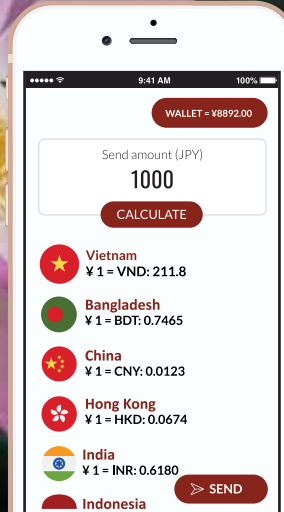 9:41 AM 100%
WALLET = ¥8892.00
Send amount (JPY)
1000
CALCULATE
Vietnam
¥ 1 = VND: 211.8
Bangladesh
¥ 1 = BDT: 0.7465
China
¥ 1 = CNY: 0.0123
Hong Kong
¥ 1 = HKD: 0.0674
India
¥ 1 = INR: 0.6180
SEND
Indonesia